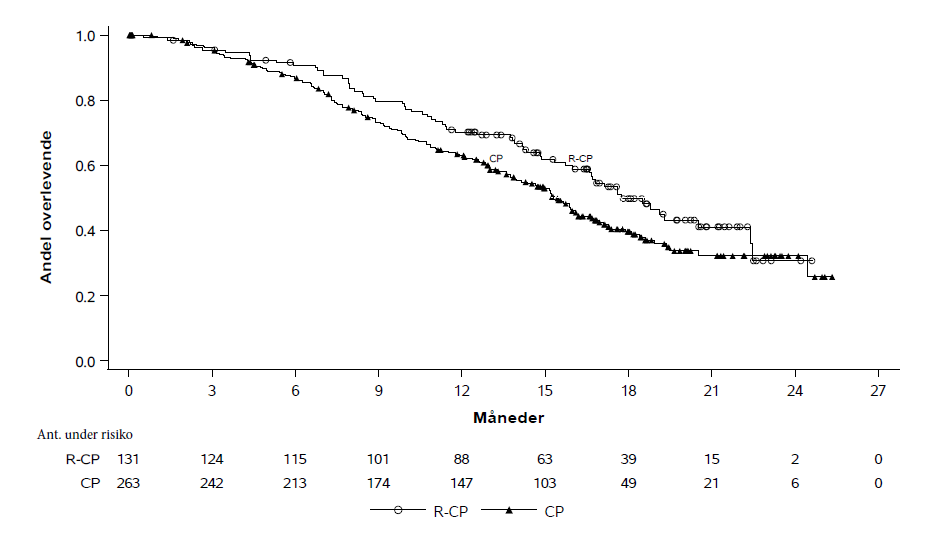 Andel overlevende
1.0
0.8
0.6
0.4
0.2
0.0
CP
R-CP
0 3 6 9 12 15 18 21 24 27
Måneder
Ant. under risiko
R-CP 131 124 115 101 88 63 39 15 2 0
CP 263 242 213 174 147 103 49 21 6 0
R-CP CP